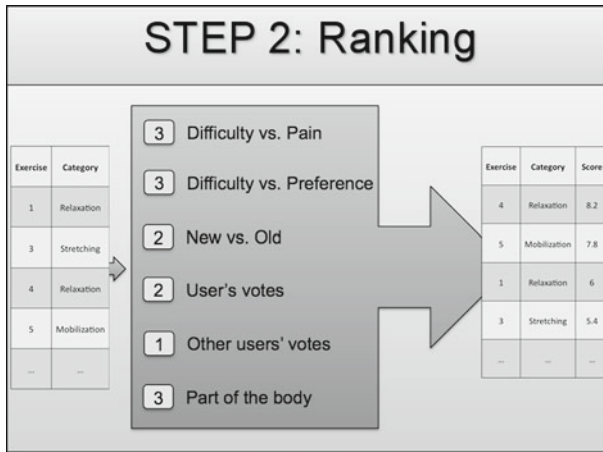 STEP 2: Ranking
Exercise Category
1 Relaxation
3 Stretching
4 Relaxation
5 Mobilization
... ...
3 Difficulty vs. Pain
3 Difficulty vs. Preference
2 New vs. Old
2 User's votes
1 Other users' votes
3 Part of the body
Exercise Category Score
4 Relaxation 8.2
5 Mobilization 7.8
1 Relaxation 6
3 Stretching 5.4
... ... ...